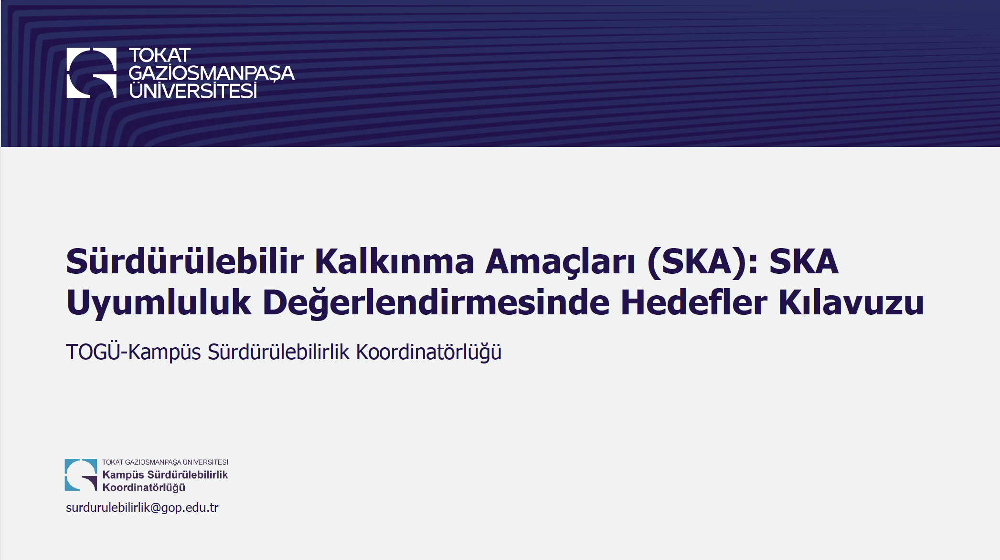 TOKAT
GAZİOSMANPAŞA
ÜNİVERSİTESİ
Sürdürülebilir Kalkınma Amaçları (SKA): SKA
Uyumluluk Değerlendirmesinde Hedefler Kılavuzu
TOGÜ-Kampüs Sürdürülebilirlik Koordinatörlüğü
TOKAT GAZİOSMANPAŞA ÜNİVERSİTESİ
Kampüs Sürdürülebilirlik
Koordinatörlüğü
surdurulebilirlik@gop.edu.tr